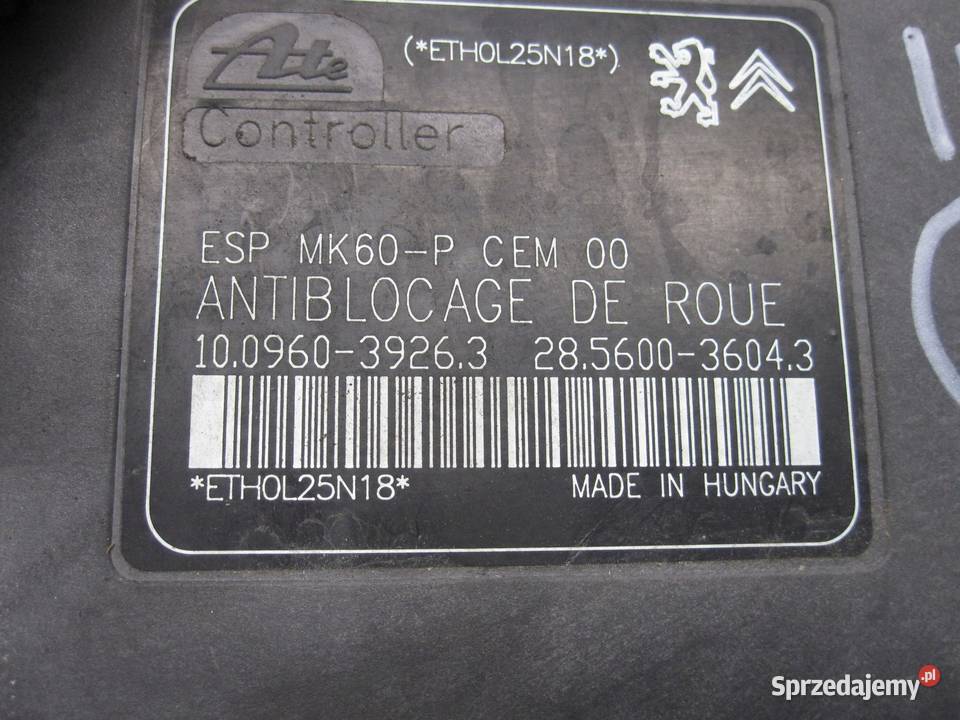 Ate
(*ETH0L25N18*)
Controller
ESP MK60-P CEM 00
ANTIBLOCAGE DE ROUE
10.0960-3926.3 28.5600-3604.3
*ETH0L25N18*
MADE IN HUNGARY
Sprzedajemy.pl